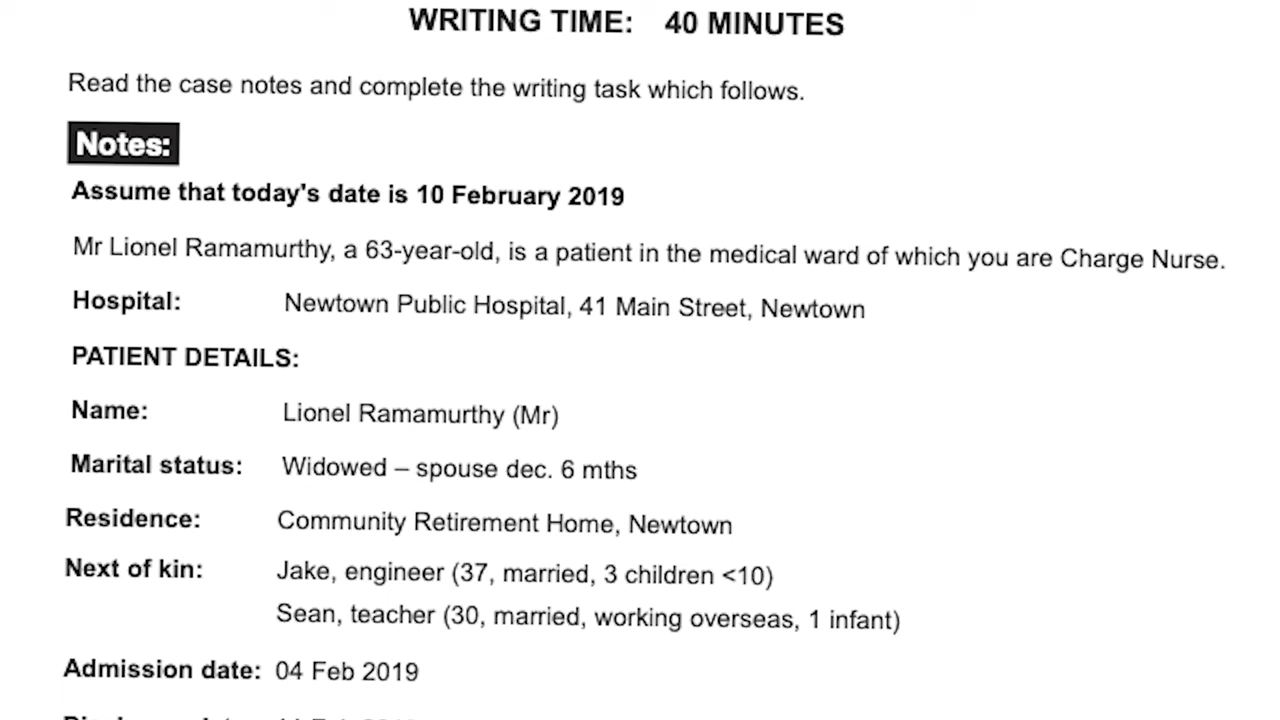 WRITING TIME: 40 MINUTES
Read the case notes and complete the writing task which follows.
Notes:
Assume that today's date is 10 February 2019
Mr Lionel Ramamurthy, a 63-year-old, is a patient in the medical ward of which you are Charge Nurse.
Hospital: Newtown Public Hospital, 41 Main Street, Newtown
PATIENT DETAILS:
Name: Lionel Ramamurthy (Mr)
Marital status: Widowed – spouse dec. 6 mths
Residence: Community Retirement Home, Newtown
Next of kin: Jake, engineer (37, married, 3 children <10)
Sean, teacher (30, married, working overseas, 1 infant)
Admission date: 04 Feb 2019